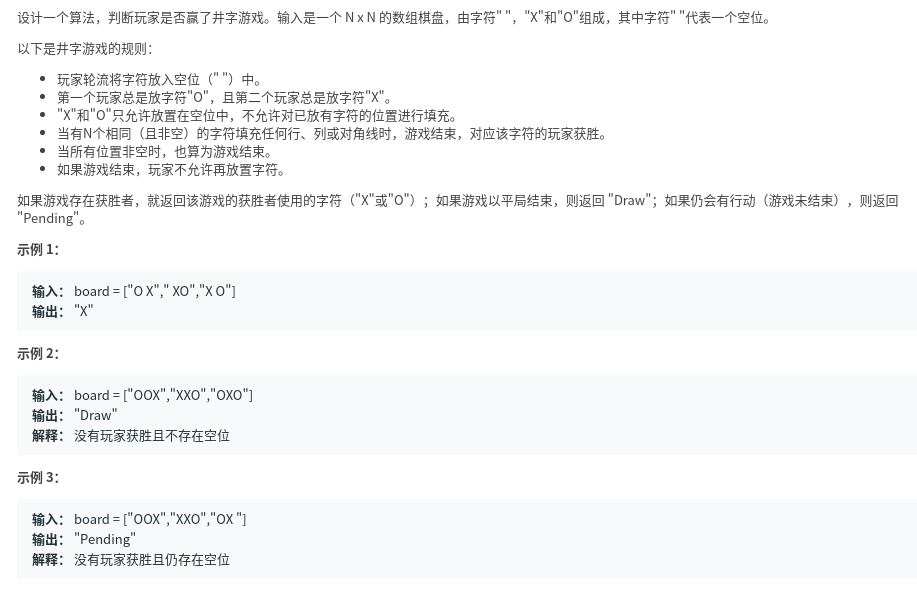 设计一个算法，判断玩家是否赢了井字游戏。输入是一个 N x N 的数组棋盘，由字符" "，"X"和"O"组成，其中字符" "代表一个空位。
以下是井字游戏的规则：
玩家轮流将字符放入空位（" "）中。
第一个玩家总是放字符"O"，且第二个玩家总是放字符"X"。
"X"和"O"只允许放置在空位中，不允许对已放有字符的位置进行填充。
当有N个相同（且非空）的字符填充任何行、列或对角线时，游戏结束，对应该字符的玩家获胜。
当所有位置非空时，也算为游戏结束。
如果游戏结束，玩家不允许再放置字符。
如果游戏存在获胜者，就返回该游戏的获胜者使用的字符（"X"或"O"）；如果游戏以平局结束，则返回 "Draw"；如果仍会有行动（游戏未结束），则返回
"Pending"。
示例 1：
输入： board = ["O X"," XO","X O"]
输出： "X"
示例 2：
输入： board = ["OOX","XXO","OXO"]
输出： "Draw"
解释： 没有玩家获胜且不存在空位
示例 3：
输入： board = ["OOX","XXO","OX "]
输出： "Pending"
解释： 没有玩家获胜且仍存在空位